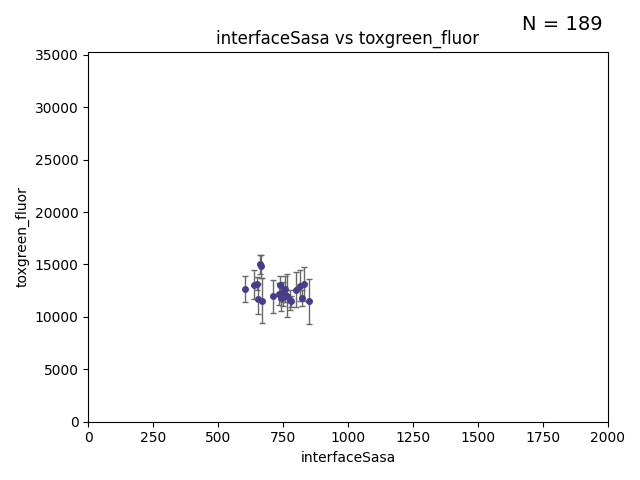 N = 189
interfaceSasa vs toxgreen_fluor
toxgreen_fluor
35000
30000
25000
20000
15000
10000
5000
0
0 250 500 750 1000 1250 1500 1750 2000
interfaceSasa